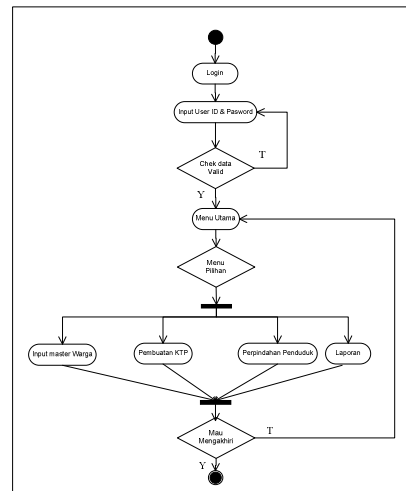 Login
Input User ID & Pasword
Chek data
Valid
T
Y
Menu Utama
Menu
Pilihan
Input master Warga
Pembuatan KTP
Perpindahan Penduduk
Laporan
Mau
Mengakhiri
T
Y